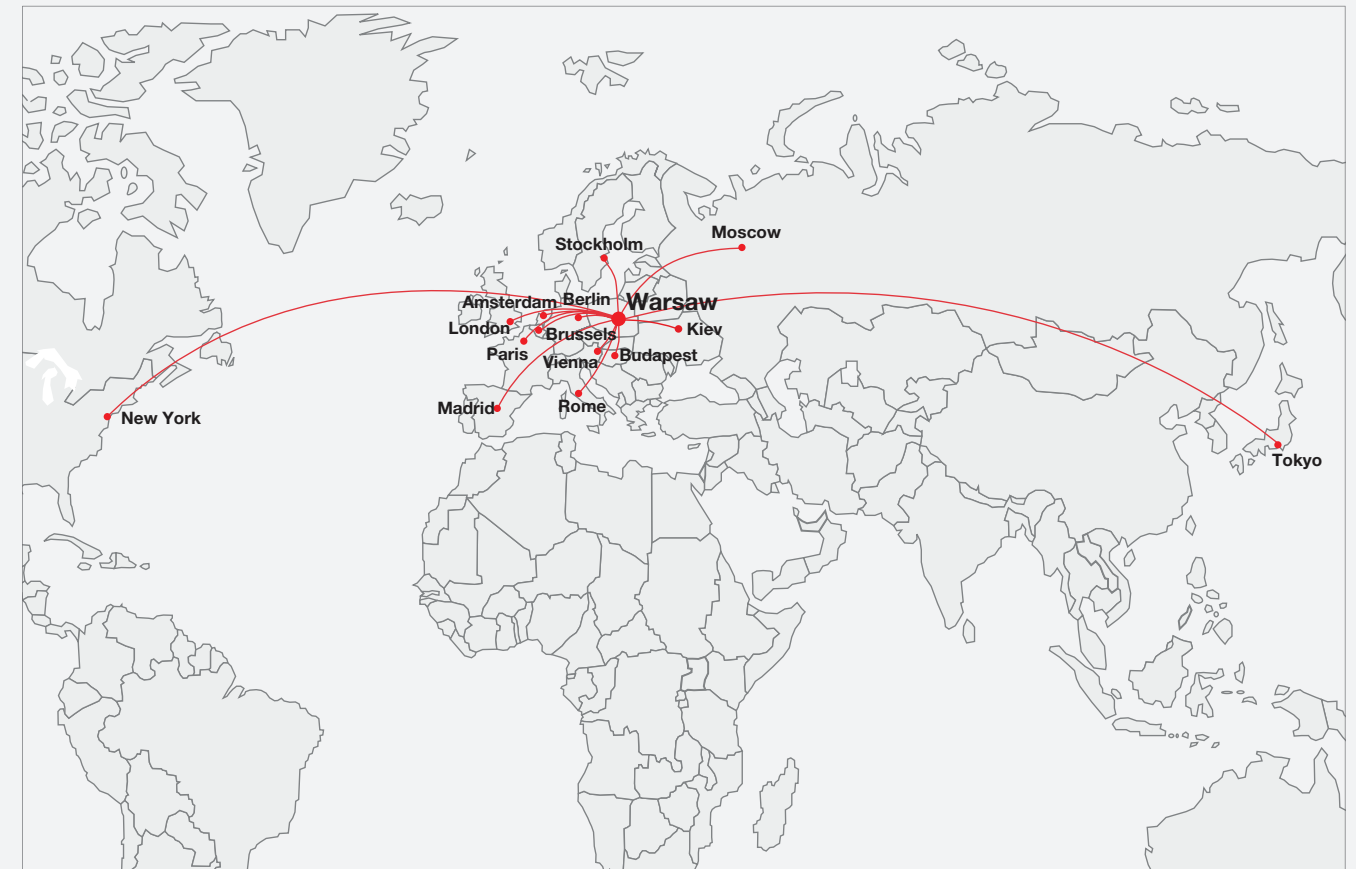 Moscow
Stockholm
Amsterdam
Berlin
Warsaw
London
Brussels
Kiev
Paris
Vienna
Budapest
Madrid
Rome
New York
Tokyo